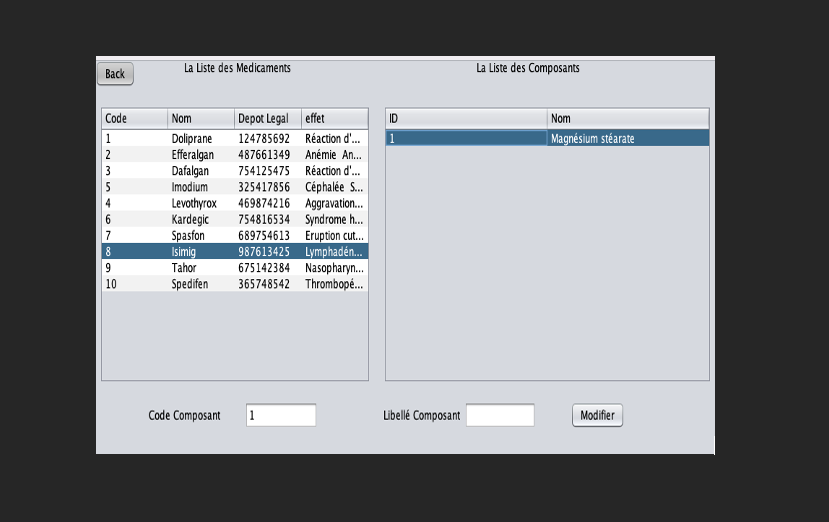 Back La Liste des Medicaments La Liste des Composants
Code Nom Depot Legal effet
1 Doliprane 124785692 Réaction d'...
2 Efferalgan 487661349 Anémie An...
3 Dafalgan 754125475 Réaction d'...
5 Imodium 325417856 Céphalée S...
4 Levothyrox 469874216 Aggravation...
6 Kardegic 754816534 Syndrome h...
7 Spasfon 689754613 Eruption cut...
8 Isimig 987613425 Lymphadén...
9 Tahor 675142384 Nasopharyn...
10 Spedifen 365748542 Thrombopé...
ID Nom
1 Magnésium stéarate
Code Composant 1 Libellé Composant Modifier